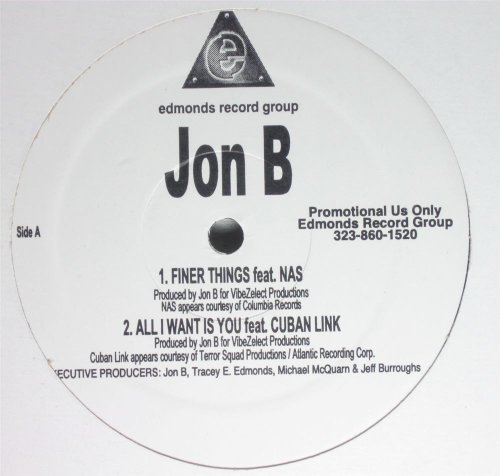 e
edmonds record group
Jon B
Side A
Promotional Us Only
Edmonds Record Group
323-860-1520
1. FINER THINGS feat. NAS
Produced by Jon B for VibeZelect Productions
NAS appears courtesy of Columbia Records
2. ALL I WANT IS YOU feat. CUBAN LINK
Produced by Jon B for VibeZelect Productions
Cuban Link appears courtesy of Terror Squad Productions / Atlantic Recording Corp.
ECUTIVE PRODUCERS: Jon B, Tracey E. Edmonds, Michael McQuarn & Jeff Burroughs